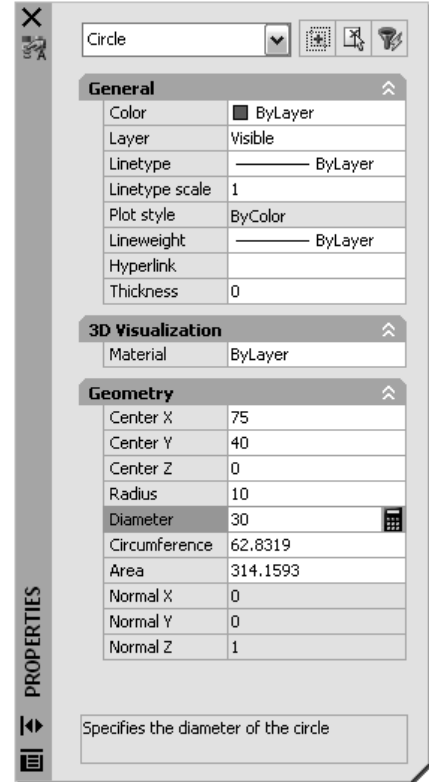 Circle
General
Color ByLayer
Layer Visible
Linetype ByLayer
Linetype scale 1
Plot style ByColor
Lineweight ByLayer
Hyperlink
Thickness 0
3D Visualization
Material ByLayer
Geometry
Center X 75
Center Y 40
Center Z 0
Radius 10
Diameter 30
Circumference 62.8319
Area 314.1593
Normal X 0
Normal Y 0
Normal Z 1
PROPERTIES
Specifies the diameter of the circle